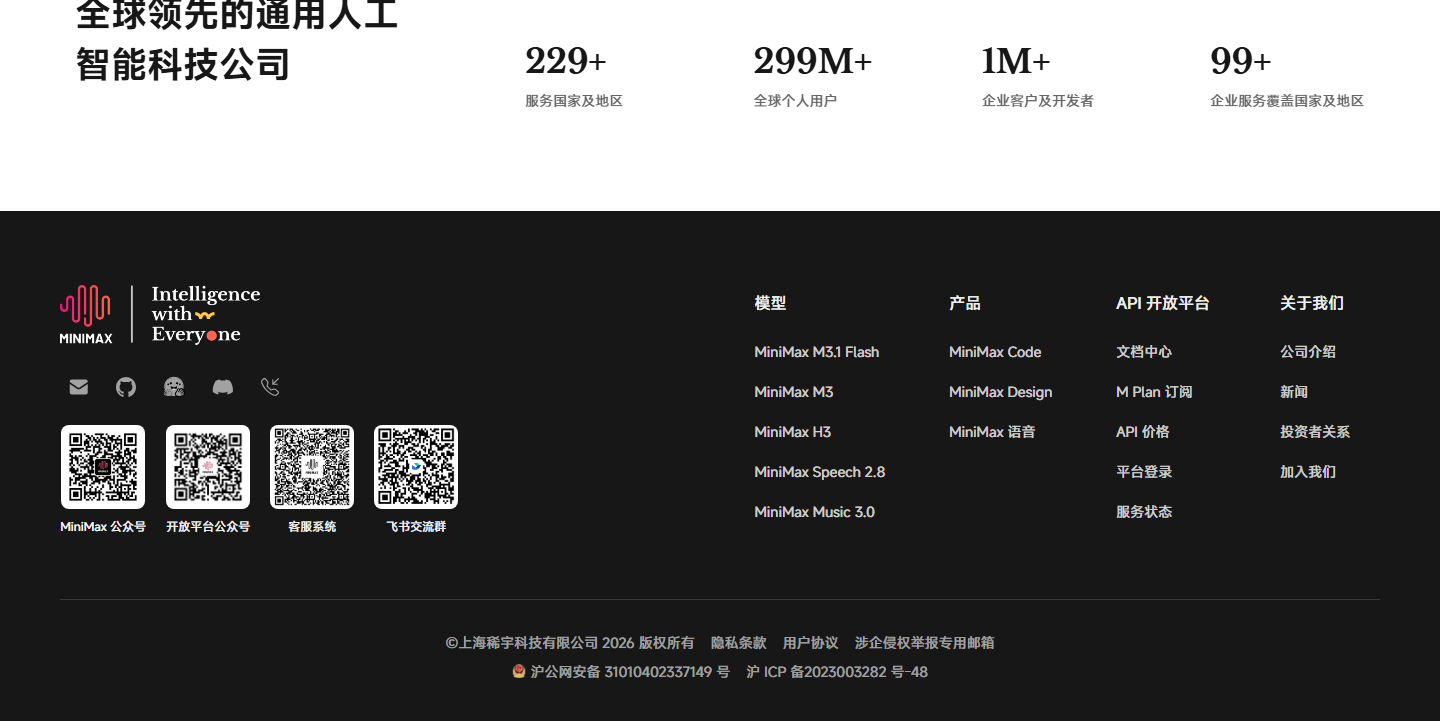 全球领先的通用人工
智能科技公司
229+
服务国家及地区
299M+
全球个人用户
1M+
企业客户及开发者
99+
企业服务覆盖国家及地区
MINIMAX
Intelligence
with
Everyone
MiniMax 公众号
开放平台公众号
客服系统
飞书交流群
模型
MiniMax M3.1 Flash
MiniMax M3
MiniMax H3
MiniMax Speech 2.8
MiniMax Music 3.0
产品
MiniMax Code
MiniMax Design
MiniMax 语音
API 开放平台
文档中心
M Plan 订阅
API 价格
平台登录
服务状态
关于我们
公司介绍
新闻
投资者关系
加入我们
©上海稀宇科技有限公司 2026 版权所有 隐私条款 用户协议 涉企侵权举报专用邮箱
沪公网安备 31010402337149 号 沪 ICP 备2023003282 号-48